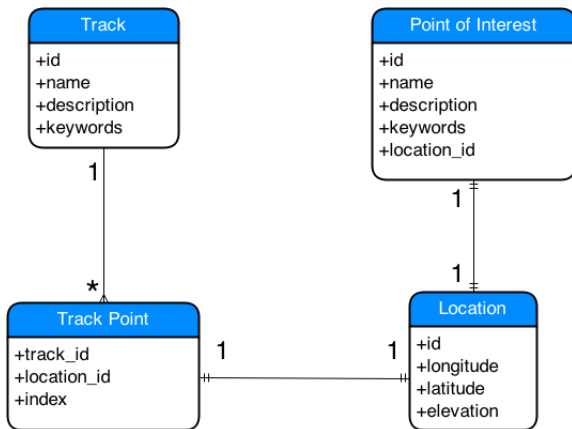 Track
+id
+name
+description
+keywords
Point of Interest
+id
+name
+description
+keywords
+location_id
1
*
1
1
Track Point
+track_id
+location_id
+index
1
1
Location
+id
+longitude
+latitude
+elevation